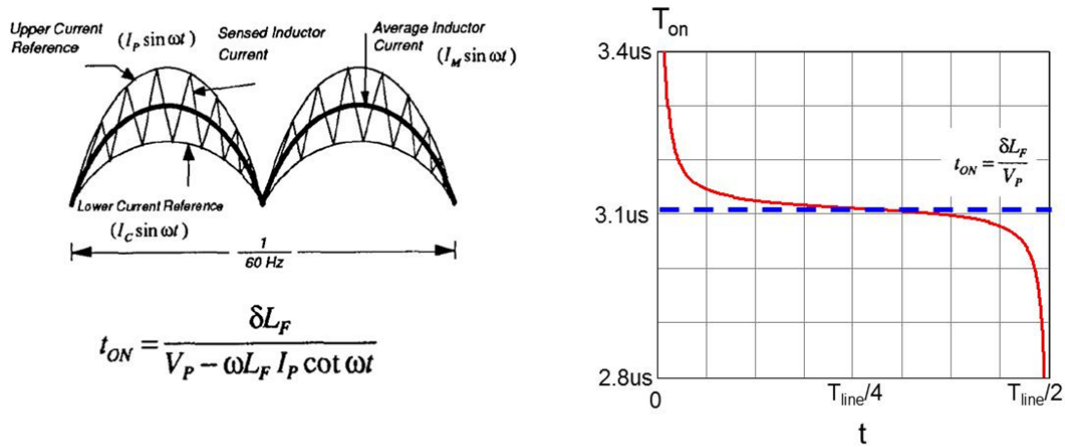 Upper Current
Reference
(I_P sin ωt)
Sensed Inductor
Current
Average Inductor
Current
(I_M sin ωt)
Lower Current Reference
(I_C sin ωt)
1
60 Hz
t_ON = δL_F / (V_P − ωL_F I_P cot ωt)
T_on
3.4us
3.1us
2.8us
t_ON = δL_F / V_P
0
T_line/4
T_line/2
t